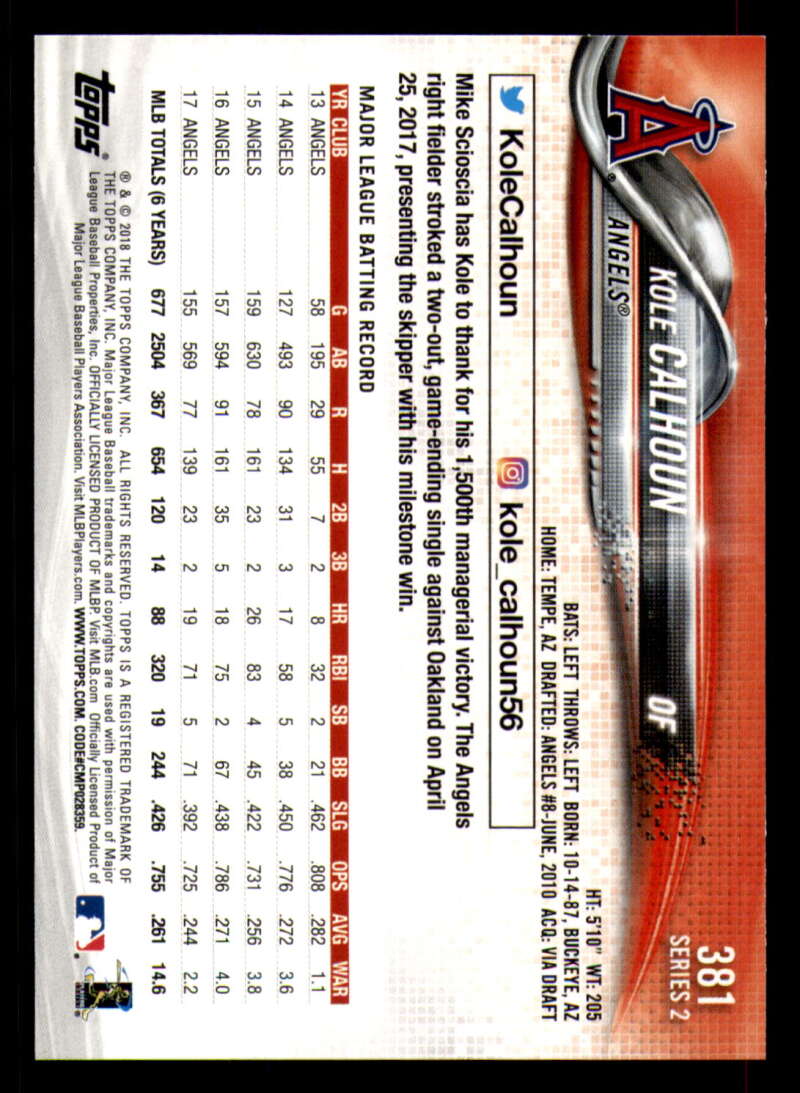 381
SERIES 2
KOLE CALHOUN OF
ANGELS®
A®
HT: 5'10" WT: 205
BATS: LEFT THROWS: LEFT BORN: 10-14-87, BUCKEYE, AZ
HOME: TEMPE, AZ DRAFTED: ANGELS #8-JUNE, 2010 ACQ: VIA DRAFT
KoleCalhoun kole_calhoun56
Mike Scioscia has Kole to thank for his 1,500th managerial victory. The Angels
right fielder stroked a two-out, game-ending single against Oakland on April
25, 2017, presenting the skipper with his milestone win.
MAJOR LEAGUE BATTING RECORD
YR CLUB G AB R H 2B 3B HR RBI SB BB SLG OPS AVG WAR
13 ANGELS 58 195 29 55 7 2 8 32 2 21 .462 .808 .282 1.1
14 ANGELS 127 493 90 134 31 3 17 58 5 38 .450 .776 .272 3.6
15 ANGELS 159 630 78 161 23 2 26 83 4 45 .422 .731 .256 3.8
16 ANGELS 157 594 91 161 35 5 18 75 2 67 .438 .786 .271 4.0
17 ANGELS 155 569 77 139 23 2 19 71 5 71 .392 .725 .244 2.2
MLB TOTALS (6 YEARS) 677 2504 367 654 120 14 88 320 19 244 .426 .755 .261 14.6
topps®
® & © 2018 THE TOPPS COMPANY, INC. ALL RIGHTS RESERVED. TOPPS IS A REGISTERED TRADEMARK OF
THE TOPPS COMPANY, INC. Major League Baseball trademarks and copyrights are used with permission of Major
League Baseball Properties, Inc. OFFICIALLY LICENSED PRODUCT OF MLBP. Visit MLB.com Officially Licensed Product of
Major League Baseball Players Association. Visit MLBPlayers.com. WWW.TOPPS.COM. CODE#CMP028359.